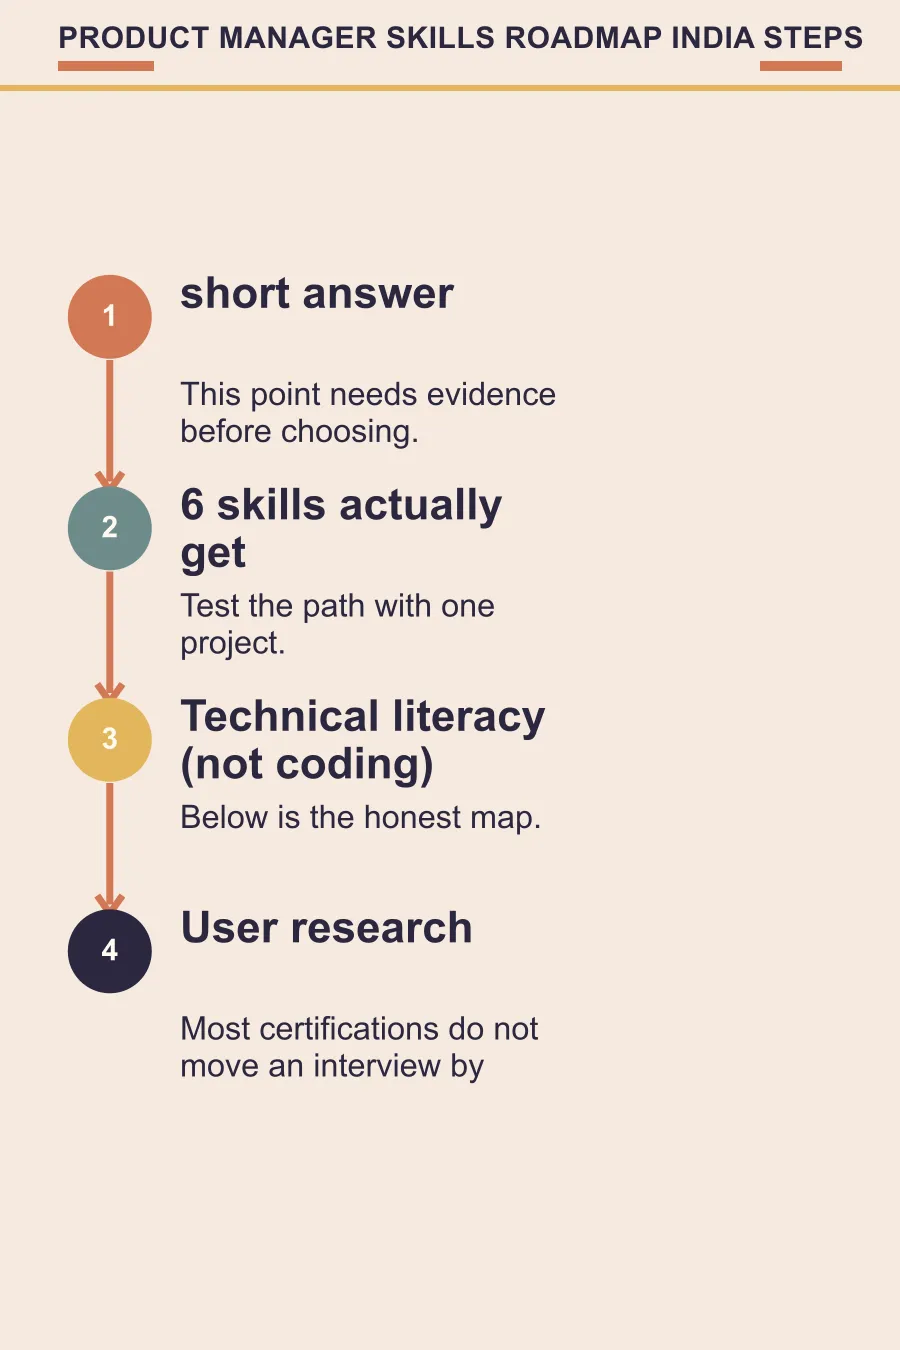 PRODUCT MANAGER SKILLS ROADMAP INDIA STEPS
1
short answer
This point needs evidence
before choosing.
2
6 skills actually
get
Test the path with one
project.
3
Technical literacy
(not coding)
Below is the honest map.
4
User research
Most certifications do not
move an interview by